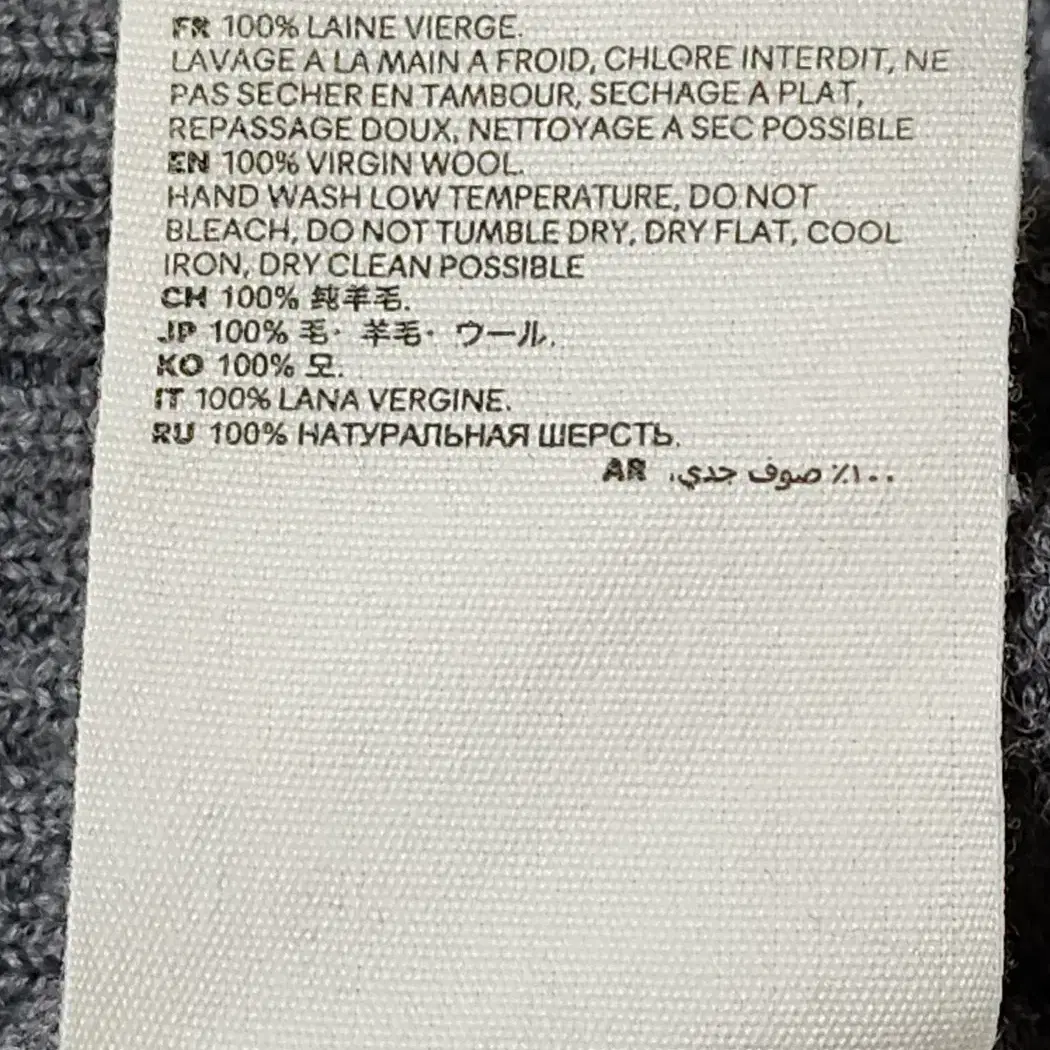 FR 100% LAINE VIERGE.
LAVAGE A LA MAIN A FROID, CHLORE INTERDIT, NE
PAS SECHER EN TAMBOUR, SECHAGE A PLAT,
REPASSAGE DOUX, NETTOYAGE A SEC POSSIBLE
EN 100% VIRGIN WOOL.
HAND WASH LOW TEMPERATURE, DO NOT
BLEACH, DO NOT TUMBLE DRY, DRY FLAT, COOL
IRON, DRY CLEAN POSSIBLE
CH 100% 纯羊毛.
JP 100% 毛· 羊毛· ウール.
KO 100% 모.
IT 100% LANA VERGINE.
RU 100% НАТУРАЛЬНАЯ ШЕРСТЬ.
AR ١٠٠٪ صوف جدي.